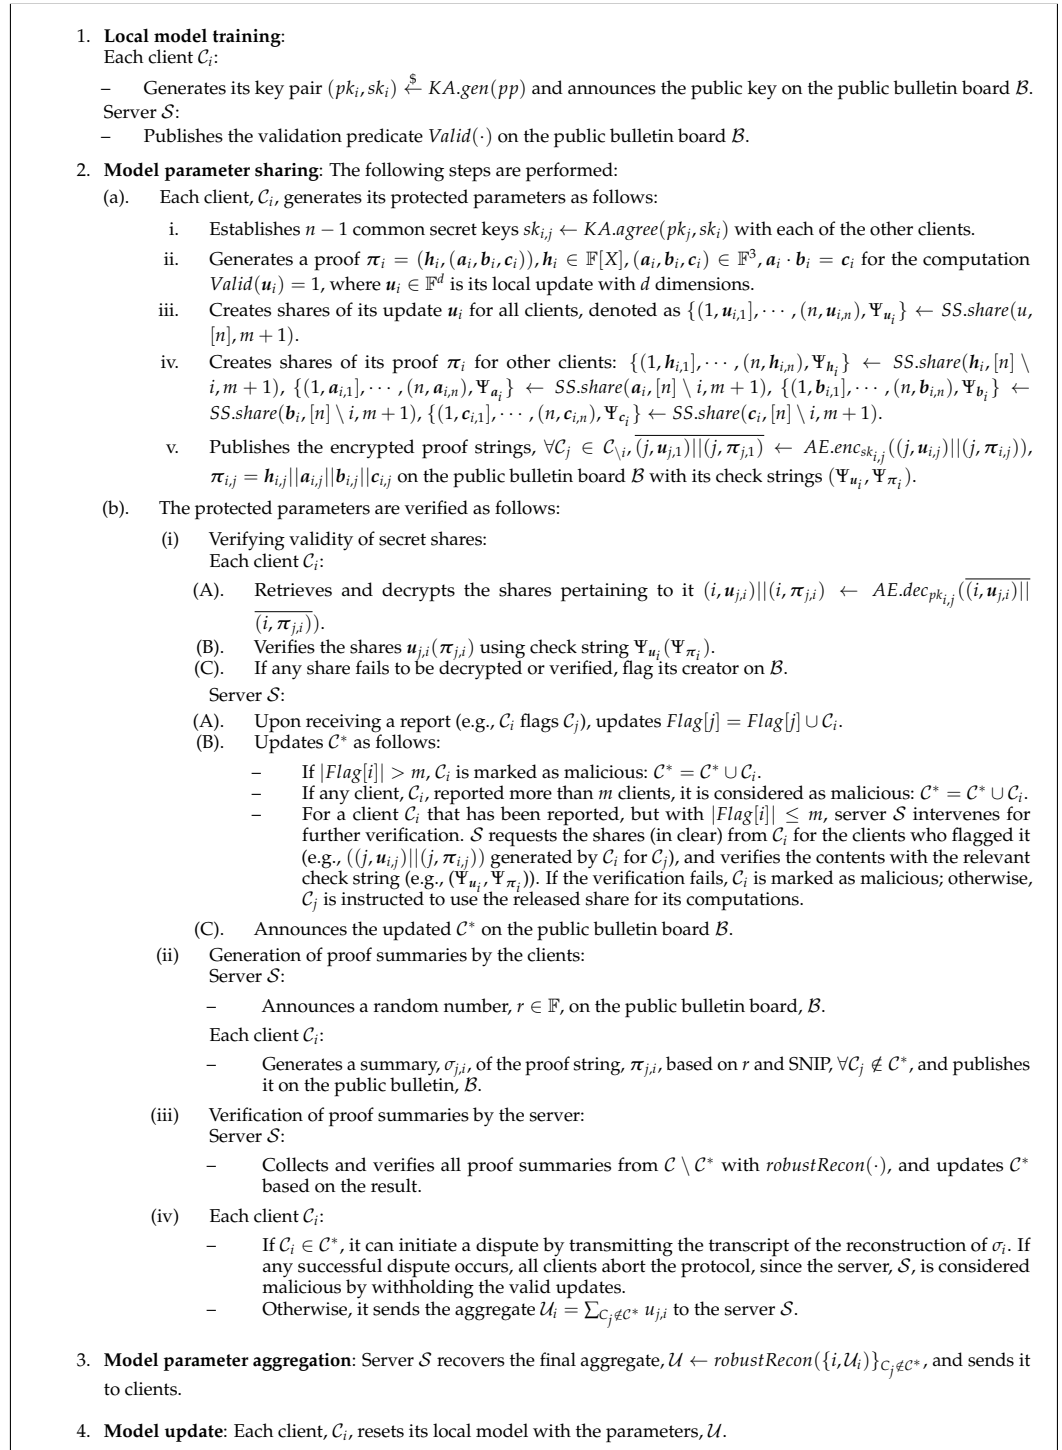 1. Local model training:
Each client 𝒞ᵢ:
– Generates its key pair (pkᵢ, skᵢ) ←$ KA.gen(pp) and announces the public key on the public bulletin board ℬ.
Server 𝒮:
– Publishes the validation predicate Valid(·) on the public bulletin board ℬ.
2. Model parameter sharing: The following steps are performed:
(a). Each client, 𝒞ᵢ, generates its protected parameters as follows:
i. Establishes n − 1 common secret keys sk_{i,j} ← KA.agree(pk_j, sk_i) with each of the other clients.
ii. Generates a proof π_i = (h_i, (a_i, b_i, c_i)), h_i ∈ 𝔽[X], (a_i, b_i, c_i) ∈ 𝔽³, a_i · b_i = c_i for the computation
Valid(u_i) = 1, where u_i ∈ 𝔽^d is its local update with d dimensions.
iii. Creates shares of its update u_i for all clients, denoted as {(1, u_{i,1}], · · · , (n, u_{i,n}), Ψ_{u_i}} ← SS.share(u,
[n], m + 1).
iv. Creates shares of its proof π_i for other clients: {(1, h_{i,1}], · · · , (n, h_{i,n}), Ψ_{h_i}} ← SS.share(h_i, [n] \
i, m + 1), {(1, a_{i,1}], · · · , (n, a_{i,n}), Ψ_{a_i}} ← SS.share(a_i, [n] \ i, m + 1), {(1, b_{i,1}], · · · , (n, b_{i,n}), Ψ_{b_i}} ←
SS.share(b_i, [n] \ i, m + 1), {(1, c_{i,1}], · · · , (n, c_{i,n}), Ψ_{c_i}} ← SS.share(c_i, [n] \ i, m + 1).
v. Publishes the encrypted proof strings, ∀𝒞_j ∈ 𝒞_{\i}, \overline{(j, u_{j,1})||(j, π_{j,1})} ← AE.enc_{sk_{i,j}}((j, u_{i,j})||(j, π_{i,j})),
π_{i,j} = h_{i,j}||a_{i,j}||b_{i,j}||c_{i,j} on the public bulletin board ℬ with its check strings (Ψ_{u_i}, Ψ_{π_i}).
(b). The protected parameters are verified as follows:
(i) Verifying validity of secret shares:
Each client 𝒞ᵢ:
(A). Retrieves and decrypts the shares pertaining to it (i, u_{j,i})||(i, π_{j,i}) ← AE.dec_{pk_{i,j}}(\overline{(i, u_{j,i})||}
\overline{(i, π_{j,i})}).
(B). Verifies the shares u_{j,i}(π_{j,i}) using check string Ψ_{u_i}(Ψ_{π_i}).
(C). If any share fails to be decrypted or verified, flag its creator on ℬ.
Server 𝒮:
(A). Upon receiving a report (e.g., 𝒞_i flags 𝒞_j), updates Flag[j] = Flag[j] ∪ 𝒞_i.
(B). Updates 𝒞* as follows:
– If |Flag[i]| > m, 𝒞_i is marked as malicious: 𝒞* = 𝒞* ∪ 𝒞_i.
– If any client, 𝒞_i, reported more than m clients, it is considered as malicious: 𝒞* = 𝒞* ∪ 𝒞_i.
– For a client 𝒞_i that has been reported, but with |Flag[i]| ≤ m, server 𝒮 intervenes for
further verification. 𝒮 requests the shares (in clear) from 𝒞_i for the clients who flagged it
(e.g., ((j, u_{i,j})||(j, π_{i,j})) generated by 𝒞_i for 𝒞_j), and verifies the contents with the relevant
check string (e.g., (Ψ_{u_i}, Ψ_{π_i})). If the verification fails, 𝒞_i is marked as malicious; otherwise,
𝒞_j is instructed to use the released share for its computations.
(C). Announces the updated 𝒞* on the public bulletin board ℬ.
(ii) Generation of proof summaries by the clients:
Server 𝒮:
– Announces a random number, r ∈ 𝔽, on the public bulletin board, ℬ.
Each client 𝒞ᵢ:
– Generates a summary, σ_{j,i}, of the proof string, π_{j,i}, based on r and SNIP, ∀𝒞_j ∉ 𝒞*, and publishes
it on the public bulletin, ℬ.
(iii) Verification of proof summaries by the server:
Server 𝒮:
– Collects and verifies all proof summaries from 𝒞 \ 𝒞* with robustRecon(·), and updates 𝒞*
based on the result.
(iv) Each client 𝒞ᵢ:
– If 𝒞_i ∈ 𝒞*, it can initiate a dispute by transmitting the transcript of the reconstruction of σ_i. If
any successful dispute occurs, all clients abort the protocol, since the server, 𝒮, is considered
malicious by withholding the valid updates.
– Otherwise, it sends the aggregate 𝒰_i = ∑_{C_j∉𝒞*} u_{j,i} to the server 𝒮.
3. Model parameter aggregation: Server 𝒮 recovers the final aggregate, 𝒰 ← robustRecon({i, 𝒰_i)}_{C_j∉𝒞*}, and sends it
to clients.
4. Model update: Each client, 𝒞_i, resets its local model with the parameters, 𝒰.